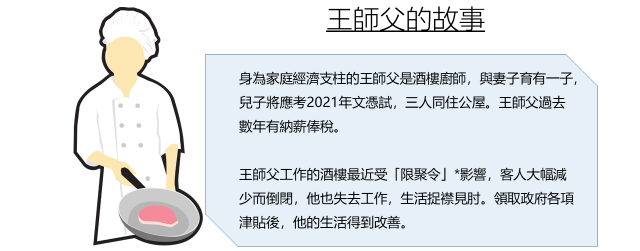 王師父的故事
身為家庭經濟支柱的王師父是酒樓廚師，與妻子育有一子，
兒子將應考2021年文憑試，三人同住公屋。王師父過去
數年有納薪俸稅。
王師父工作的酒樓最近受「限聚令」*影響，客人大幅減
少而倒閉，他也失去工作，生活捉襟見肘。領取政府各項
津貼後，他的生活得到改善。